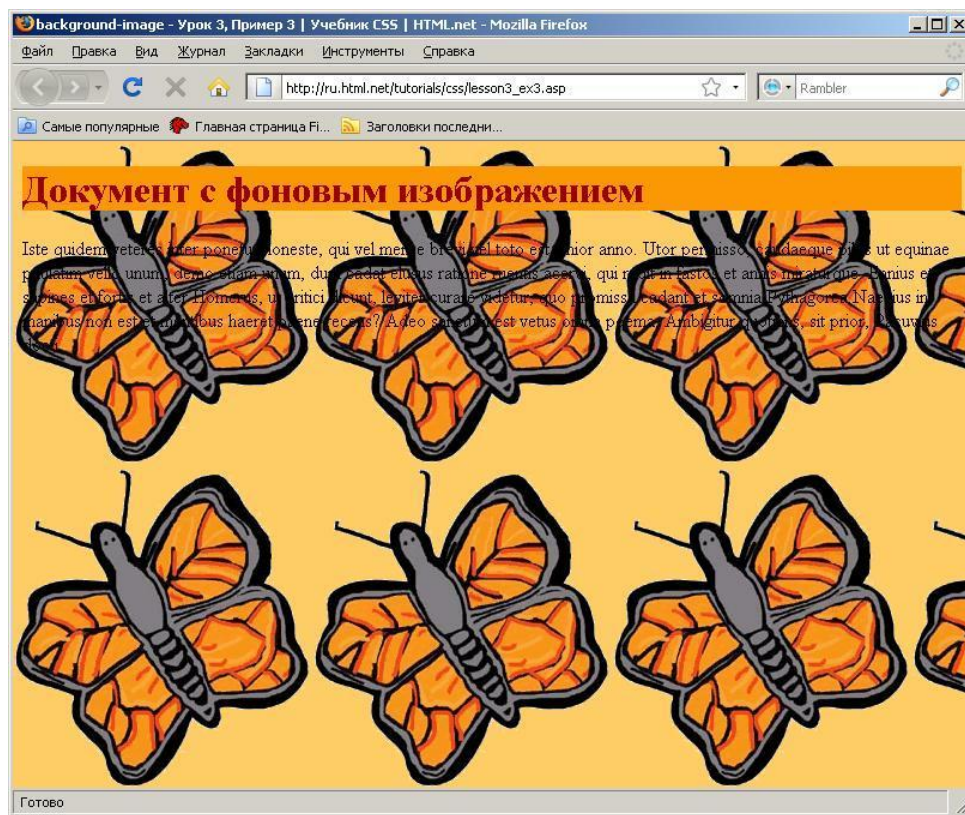 background-image - Урок 3, Пример 3 | Учебник CSS | HTML.net - Mozilla Firefox
Файл Правка Вид Журнал Закладки Инструменты Справка
http://ru.html.net/tutorials/css/lesson3_ex3.asp Rambler
Самые популярные Главная страница Fi... Заголовки последни...
Документ с фоновым изображением
Iste quidem veteres inter ponetur honeste, qui vel mense brevi vel toto est iunior anno. Utor permisso, caudaeque pilos ut equinae
paulatim vello unum, demo etiam unum, dum cadat elusus ratione ruentis acervi, qui redit in fastos et annis miraturque. Ennius et
sapines et fortis et alter Homerus, ut critici dicunt, leviter curare videtur, quo promissa cadant et somnia Pythagorea. Naevius in
manibus non est et mentibus haeret paene recens? Adeo sanctum est vetus omne poema. Ambigitur quotiens, sit prior, Pacuvius
Готово